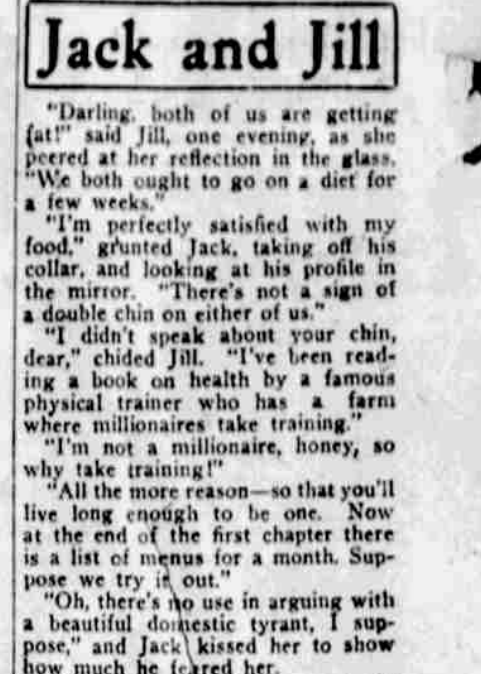 Jack and Jill
"Darling, both of us are getting
fat!" said Jill, one evening, as she
peered at her reflection in the glass.
"We both ought to go on a diet for
a few weeks."
"I'm perfectly satisfied with my
food," grunted Jack, taking off his
collar, and looking at his profile in
the mirror. "There's not a sign of
a double chin on either of us."
"I didn't speak about your chin,
dear," chided Jill. "I've been read-
ing a book on health by a famous
physical trainer who has a farm
where millionaires take training."
"I'm not a millionaire, honey, so
why take training!"
"All the more reason—so that you'll
live long enough to be one. Now
at the end of the first chapter there
is a list of menus for a month. Sup-
pose we try it out."
"Oh, there's no use in arguing with
a beautiful domestic tyrant, I sup-
pose," and Jack kissed her to show
how much he feared her.